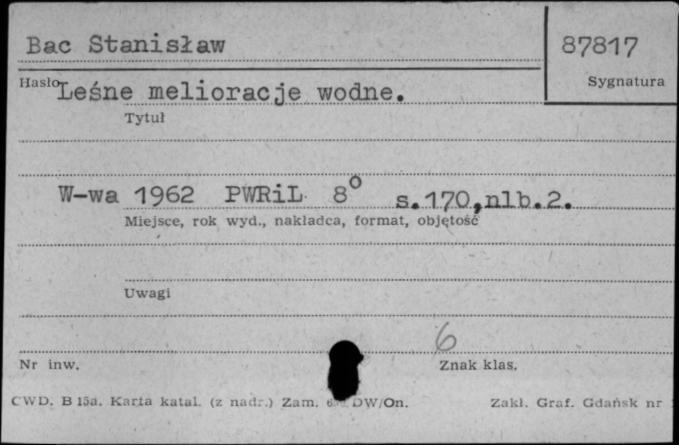 Bac Stanisław
87817
Hasło
Sygnatura
Leśne melioracje wodne.
Tytuł
W-wa 1962 PWRiL 8° s.170,nlb.2.
Miejsce, rok wyd., nakładca, format, objętość
Uwagi
6
Nr inw.
Znak klas.
CWD. B 15a. Karta katal. (z nadr.) Zam. DW/On.
Zakł. Graf. Gdańsk nr